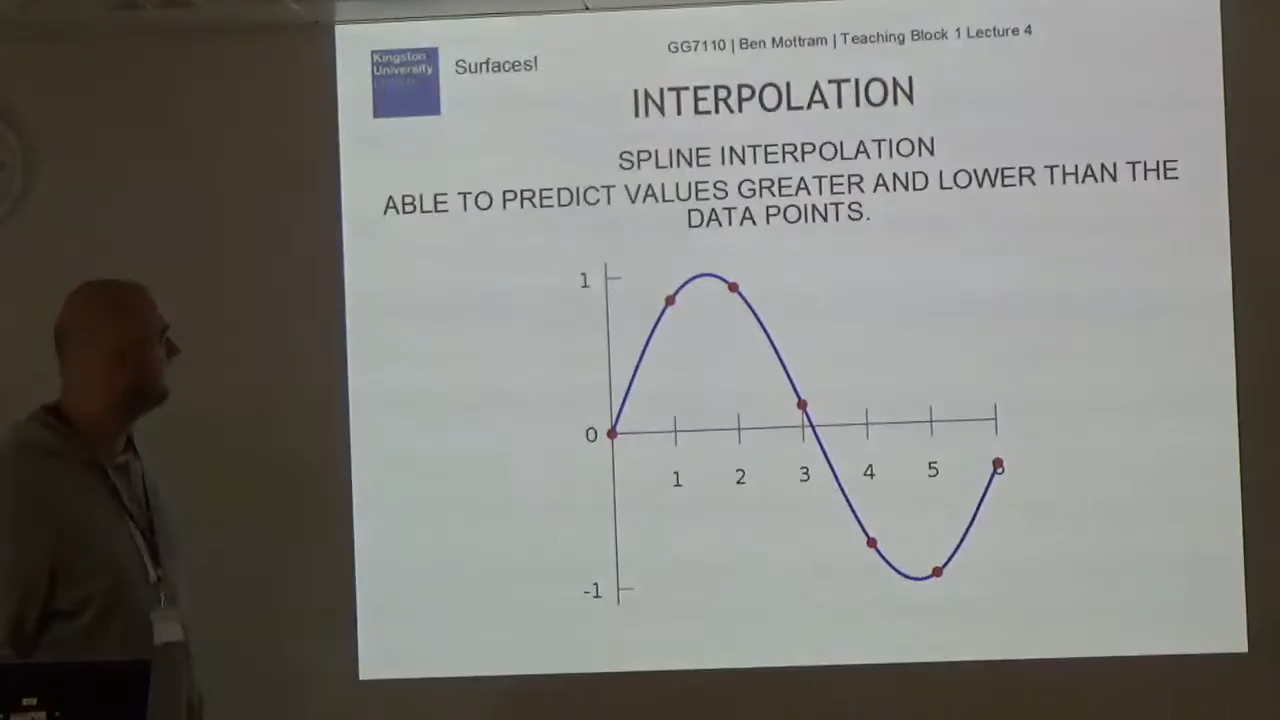 Kingston
University
Surfaces!
GG7110 | Ben Mottram | Teaching Block 1 Lecture 4
INTERPOLATION
SPLINE INTERPOLATION
ABLE TO PREDICT VALUES GREATER AND LOWER THAN THE
DATA POINTS.
1
0
1 2 3 4 5 6
-1